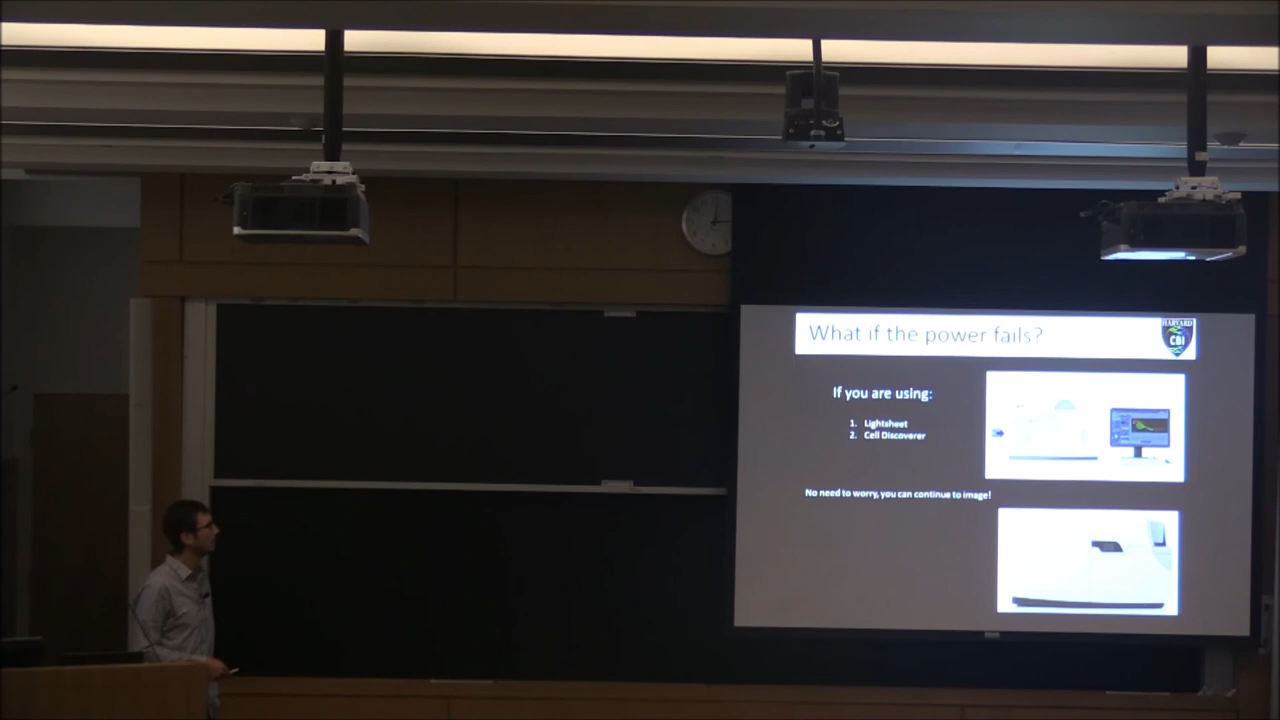 What if the power fails?
HARVARD
CBI
If you are using:
1. Lightsheet
2. Cell Discoverer
No need to worry, you can continue to image!